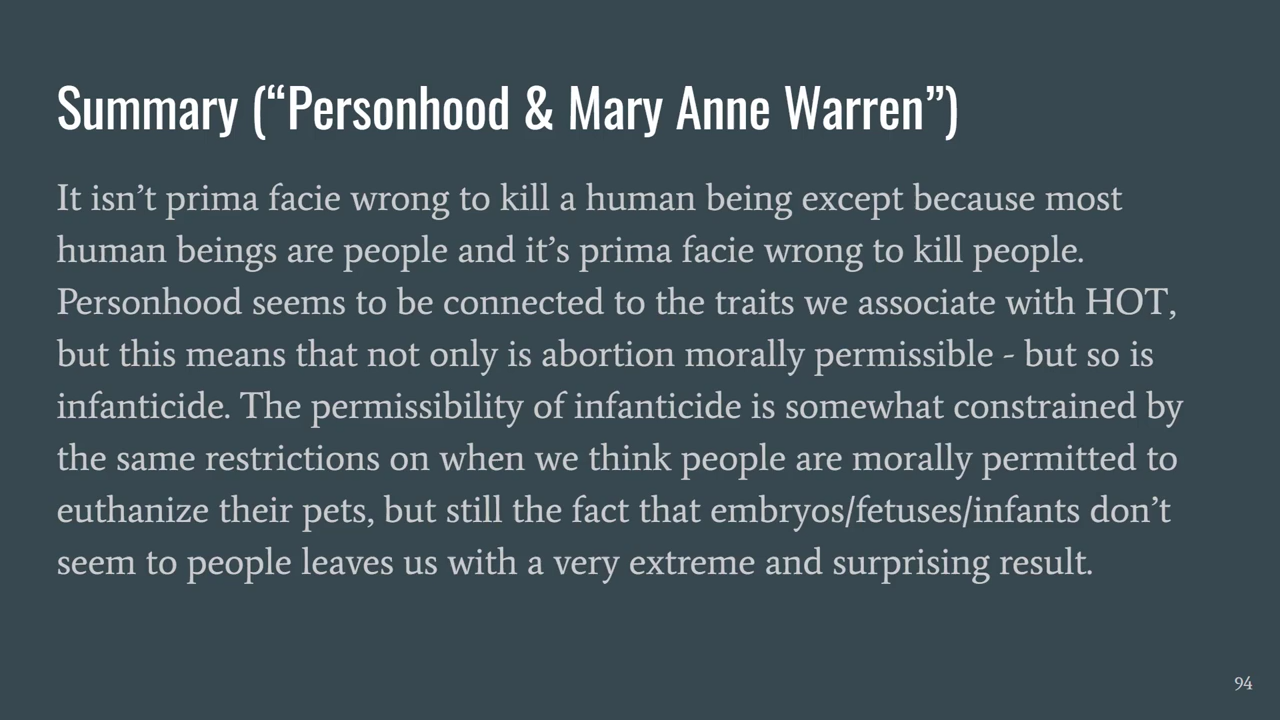 Summary (“Personhood & Mary Anne Warren”)
It isn’t prima facie wrong to kill a human being except because most
human beings are people and it’s prima facie wrong to kill people.
Personhood seems to be connected to the traits we associate with HOT,
but this means that not only is abortion morally permissible - but so is
infanticide. The permissibility of infanticide is somewhat constrained by
the same restrictions on when we think people are morally permitted to
euthanize their pets, but still the fact that embryos/fetuses/infants don’t
seem to people leaves us with a very extreme and surprising result.
94